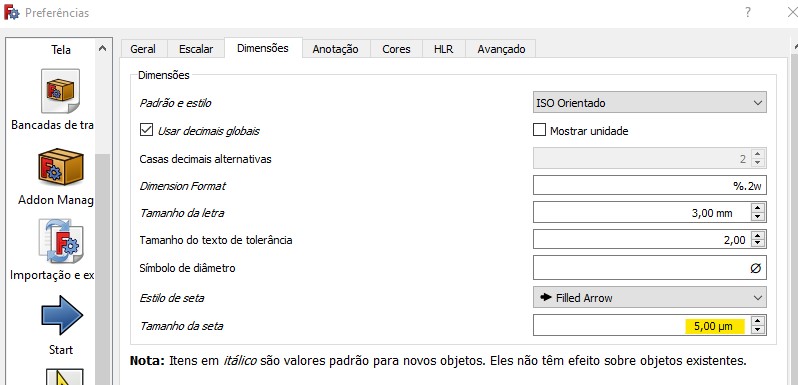 Preferências
?
Tela
Bancadas de tra
Addon Manag
Importação e ex
Start
Geral
Escalar
Dimensões
Anotação
Cores
HLR
Avançado
Dimensões
Padrão e estilo
ISO Orientado
Usar decimais globais
Mostrar unidade
Casas decimais alternativas
2
Dimension Format
%.2w
Tamanho da letra
3,00 mm
Tamanho do texto de tolerância
2,00
Símbolo de diâmetro
⌀
Estilo de seta
Filled Arrow
Tamanho da seta
5,00 µm
Nota: Itens em itálico são valores padrão para novos objetos. Eles não têm efeito sobre objetos existentes.